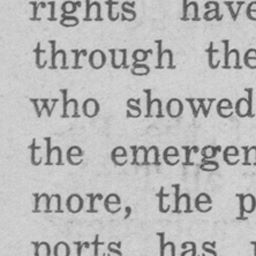 rights have
through the
who showed
the emergen
more, the p
ports has